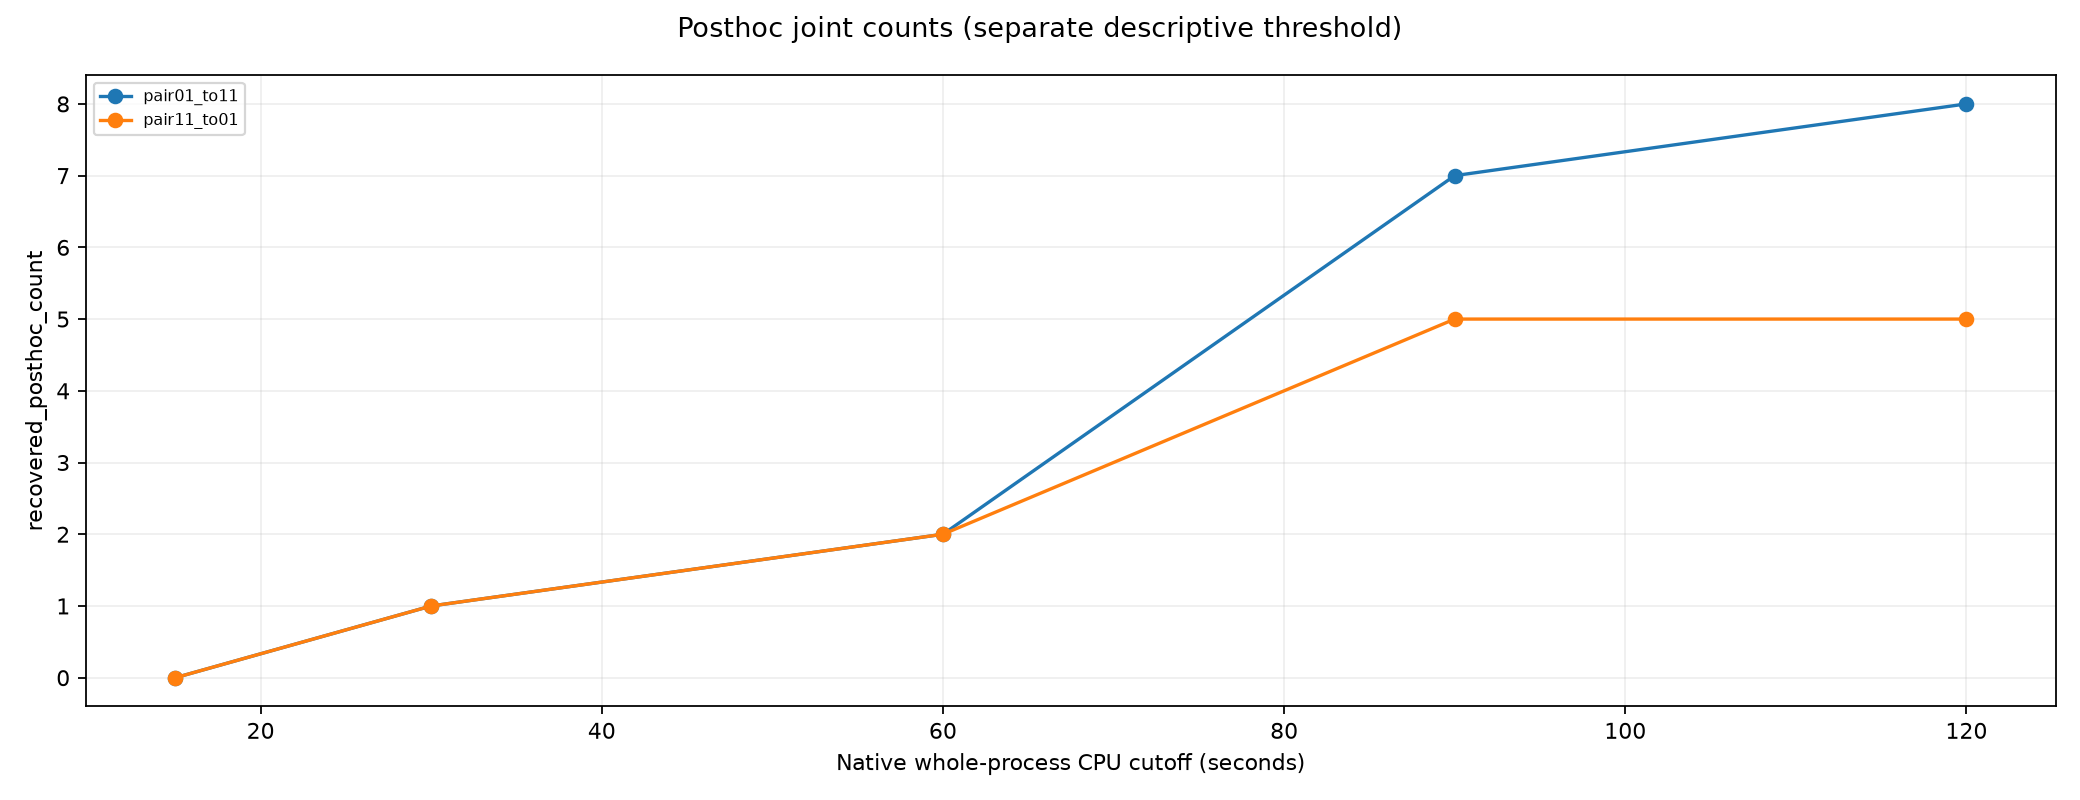 Posthoc joint counts (separate descriptive threshold)
pair01_to11
pair11_to01
recovered_posthoc_count
8
7
6
5
4
3
2
1
0
20 40 60 80 100 120
Native whole-process CPU cutoff (seconds)